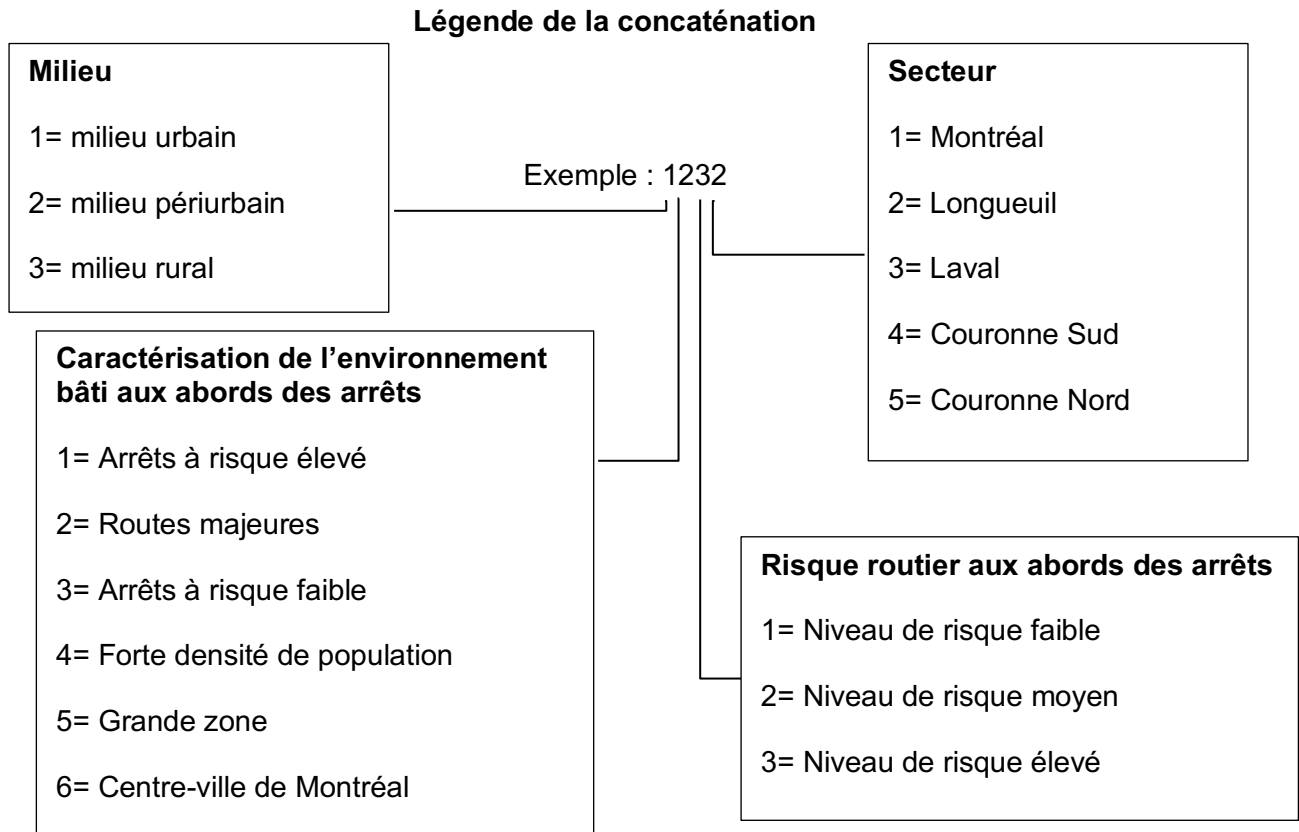 Légende de la concaténation
Milieu
1= milieu urbain
2= milieu périurbain
3= milieu rural
Exemple : 1232
Secteur
1= Montréal
2= Longueuil
3= Laval
4= Couronne Sud
5= Couronne Nord
Caractérisation de l’environnement
bâti aux abords des arrêts
1= Arrêts à risque élevé
2= Routes majeures
3= Arrêts à risque faible
4= Forte densité de population
5= Grande zone
6= Centre-ville de Montréal
Risque routier aux abords des arrêts
1= Niveau de risque faible
2= Niveau de risque moyen
3= Niveau de risque élevé